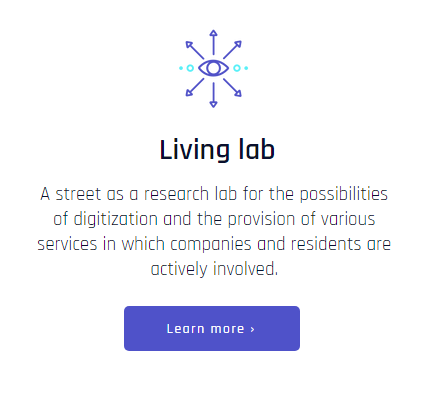 Living lab
A street as a research lab for the possibilities
of digitization and the provision of various
services in which companies and residents are
actively involved.
Learn more ›